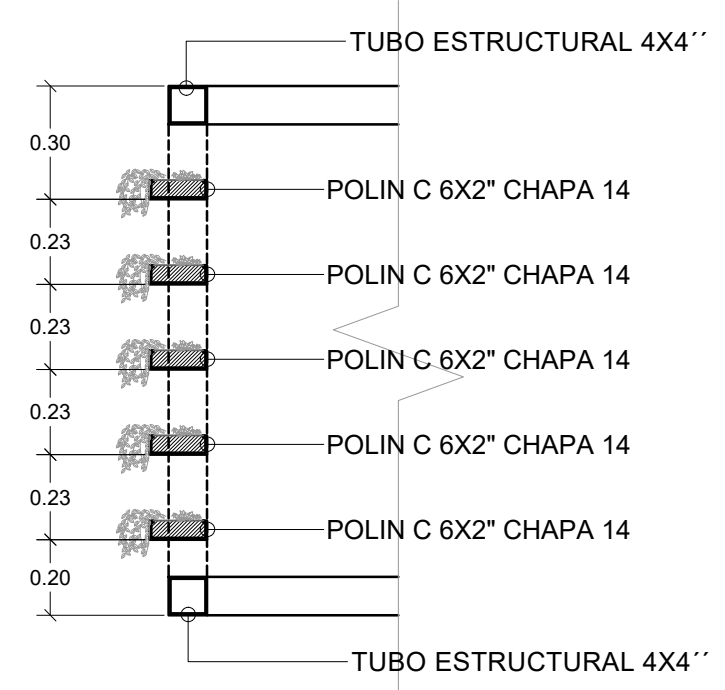 TUBO ESTRUCTURAL 4X4´´
0.30
POLIN C 6X2" CHAPA 14
0.23
POLIN C 6X2" CHAPA 14
0.23
POLIN C 6X2" CHAPA 14
0.23
POLIN C 6X2" CHAPA 14
0.23
POLIN C 6X2" CHAPA 14
0.20
TUBO ESTRUCTURAL 4X4´´